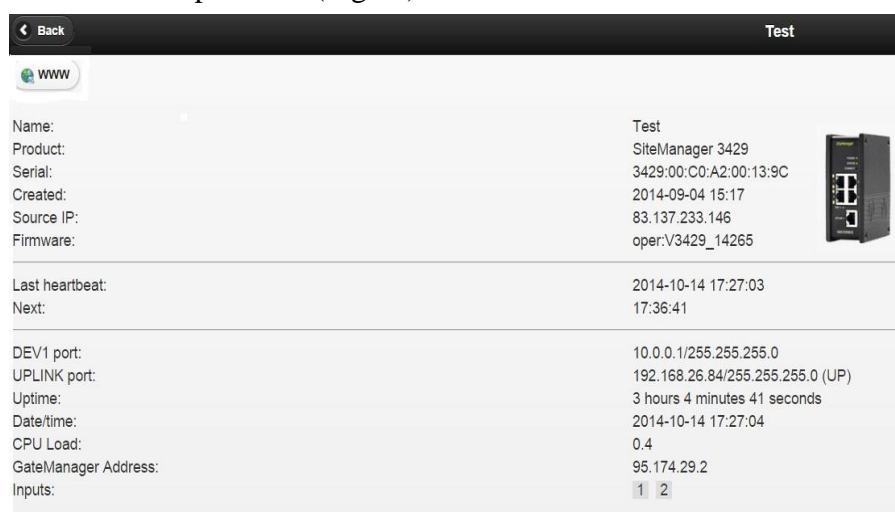 Back
Test
WWW
Name: Test
Product: SiteManager 3429
Serial: 3429:00:C0:A2:00:13:9C
Created: 2014-09-04 15:17
Source IP: 83.137.233.146
Firmware: oper:V3429_14265
Last heartbeat: 2014-10-14 17:27:03
Next: 17:36:41
DEV1 port: 10.0.0.1/255.255.255.0
UPLINK port: 192.168.26.84/255.255.255.0 (UP)
Uptime: 3 hours 4 minutes 41 seconds
Date/time: 2014-10-14 17:27:04
CPU Load: 0.4
GateManager Address: 95.174.29.2
Inputs: 1 2